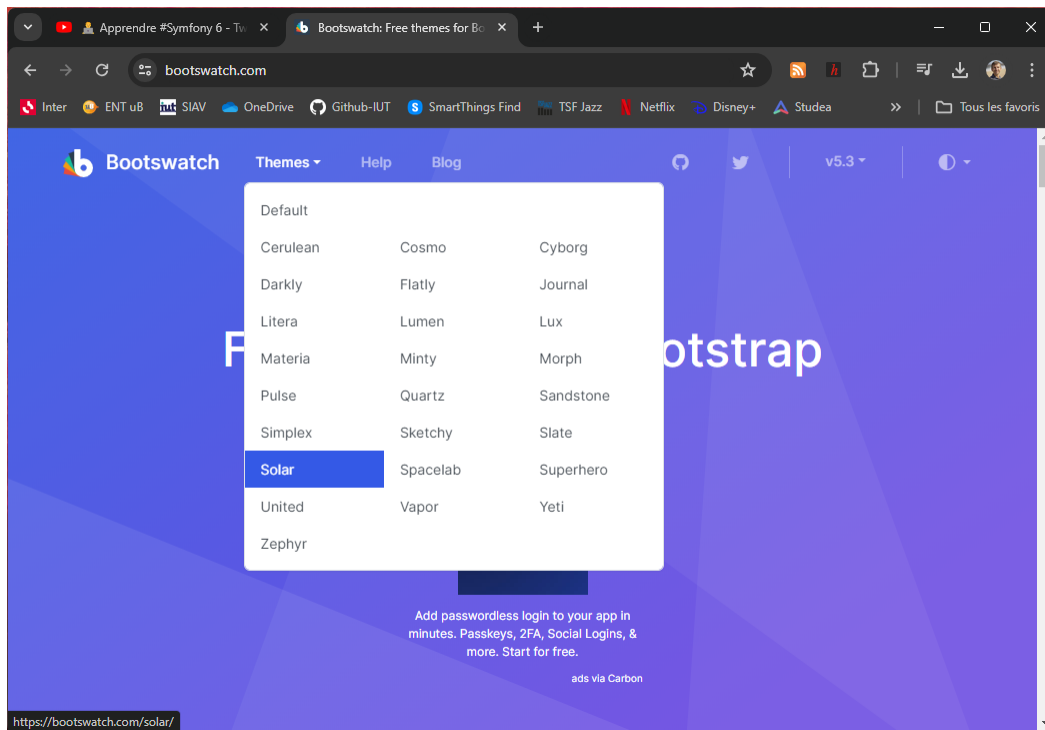 Apprendre #Symfony 6 - Tw
Bootswatch: Free themes for Bo
bootswatch.com
Inter ENT uB SIAV OneDrive Github-IUT SmartThings Find TSF Jazz Netflix Disney+ Studea » Tous les favoris
Bootswatch Themes Help Blog v5.3
Default
Cerulean Cosmo Cyborg
Darkly Flatly Journal
Litera Lumen Lux
Materia Minty Morph
F otstrap
Pulse Quartz Sandstone
Simplex Sketchy Slate
Solar Spacelab Superhero
United Vapor Yeti
Zephyr
Add passwordless login to your app in
minutes. Passkeys, 2FA, Social Logins, &
more. Start for free.
ads via Carbon
https://bootswatch.com/solar/